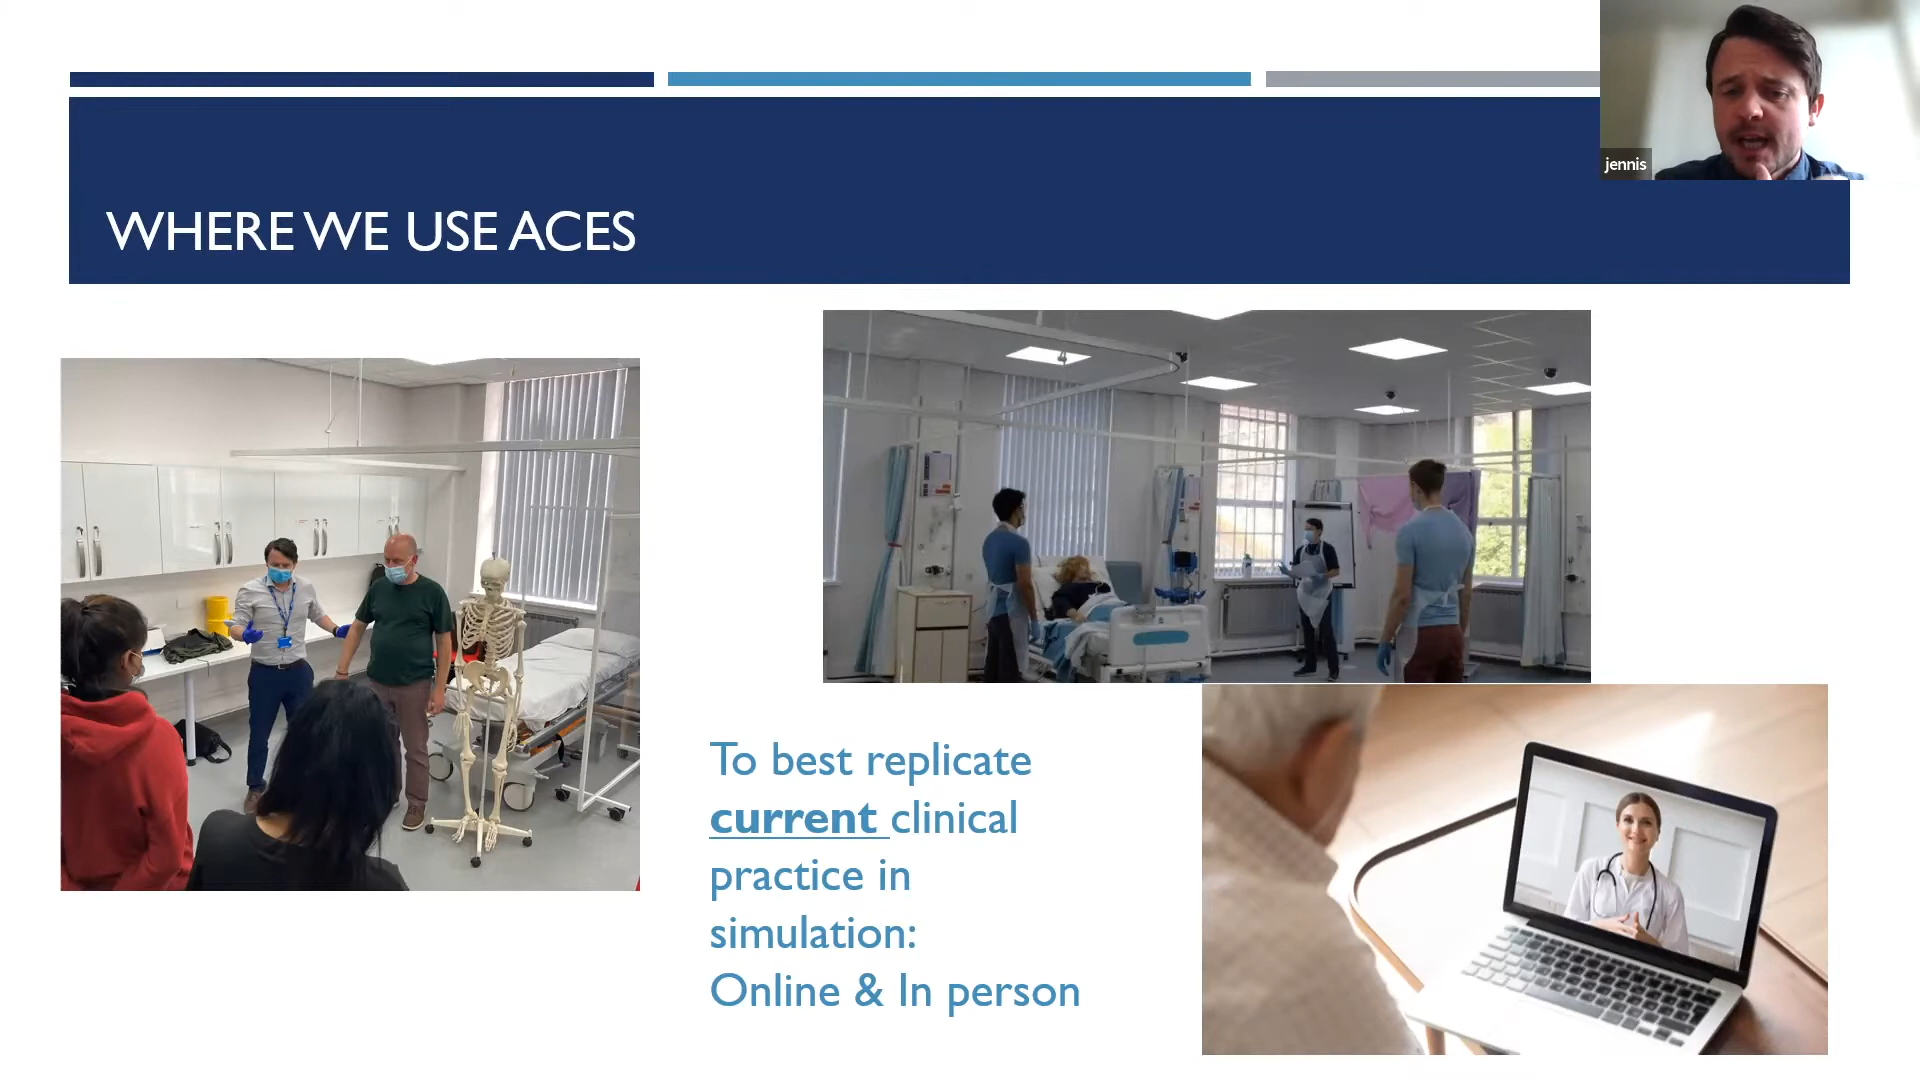 jennis
WHERE WE USE ACES
To best replicate
current clinical
practice in
simulation:
Online & In person